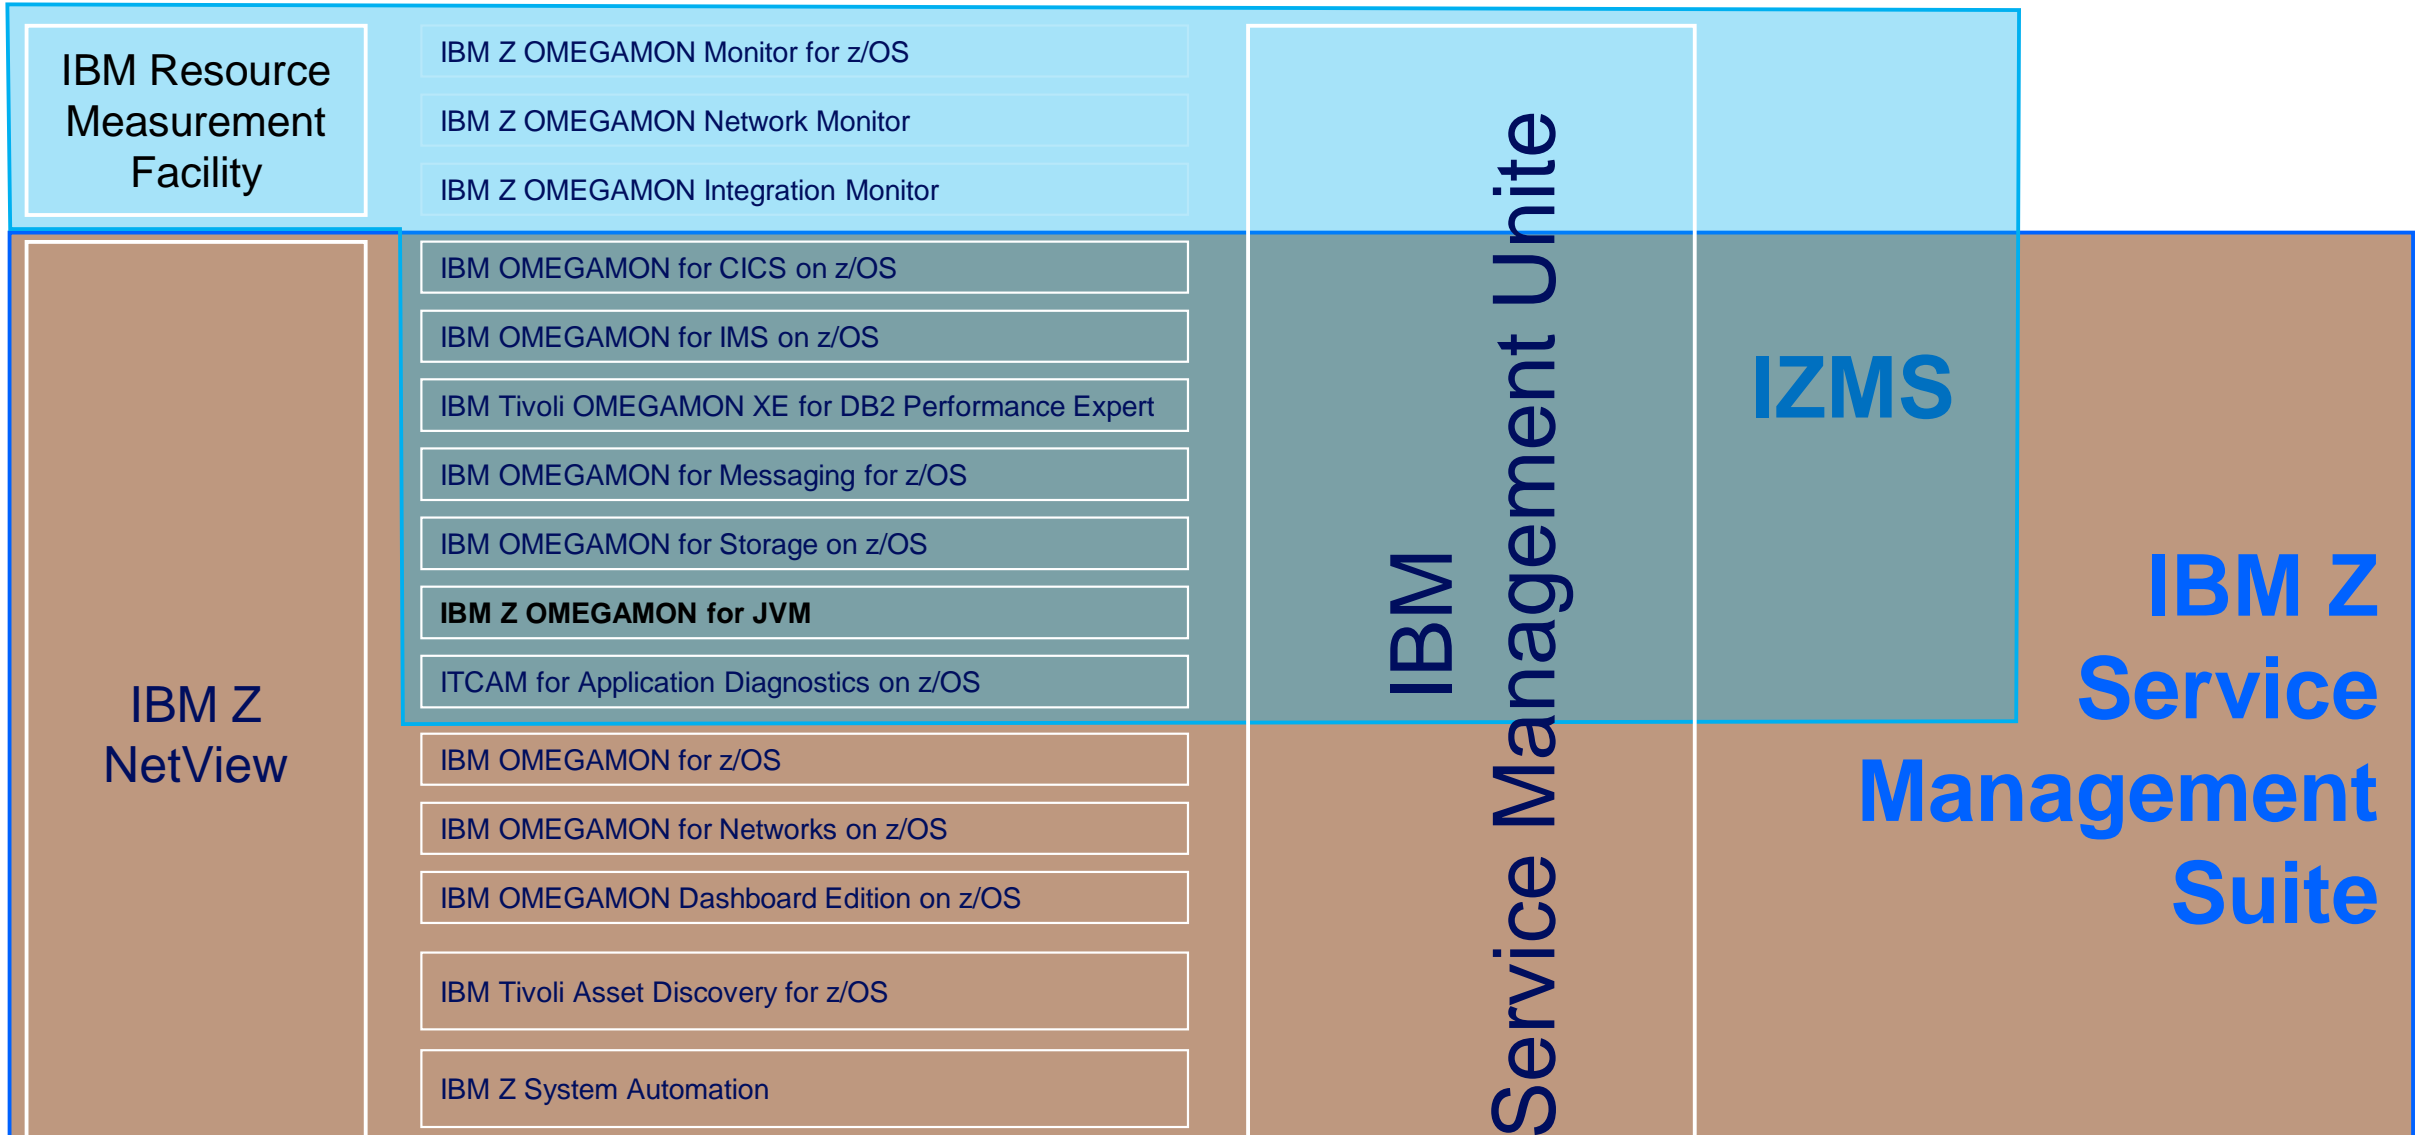 IBM Resource
Measurement
Facility
IBM Z OMEGAMON Monitor for z/OS
IBM Z OMEGAMON Network Monitor
IBM Z OMEGAMON Integration Monitor
IBM Z
NetView
IBM OMEGAMON for CICS on z/OS
IBM OMEGAMON for IMS on z/OS
IBM Tivoli OMEGAMON XE for DB2 Performance Expert
IBM OMEGAMON for Messaging for z/OS
IBM OMEGAMON for Storage on z/OS
IBM Z OMEGAMON for JVM
ITCAM for Application Diagnostics on z/OS
IBM OMEGAMON for z/OS
IBM OMEGAMON for Networks on z/OS
IBM OMEGAMON Dashboard Edition on z/OS
IBM Tivoli Asset Discovery for z/OS
IBM Z System Automation
IBM
Service Management Unite
IZMS
IBM Z
Service
Management
Suite